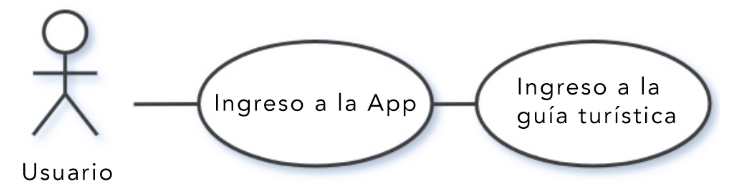 Ingreso a la App
Ingreso a la
guía turística
Usuario